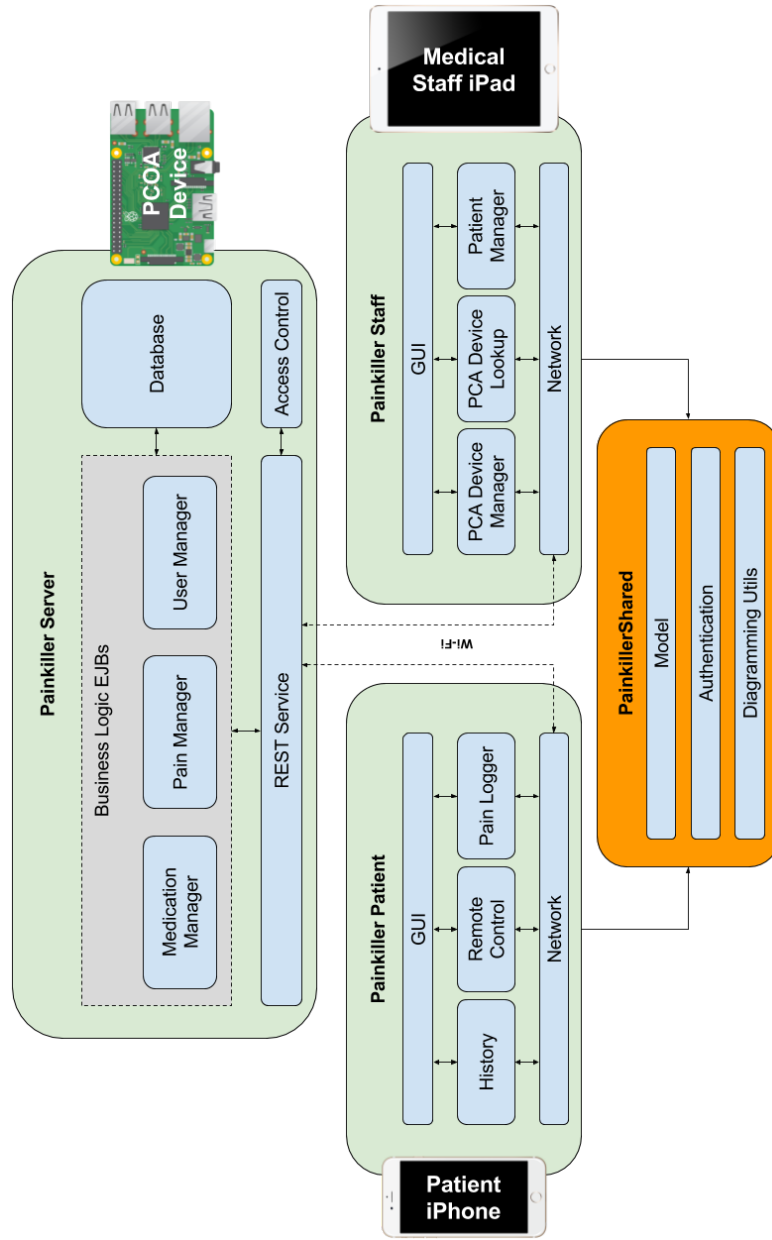 Painkiller Server
Business Logic EJBs
Medication
Manager
Pain Manager
User Manager
Database
REST Service
Access Control
PCOA
Device
Wi-Fi
Painkiller Patient
GUI
History
Remote
Control
Pain Logger
Network
Patient
iPhone
Painkiller Staff
GUI
PCA Device
Manager
PCA Device
Lookup
Patient
Manager
Network
Medical
Staff iPad
PainkillerShared
Model
Authentication
Diagramming Utils